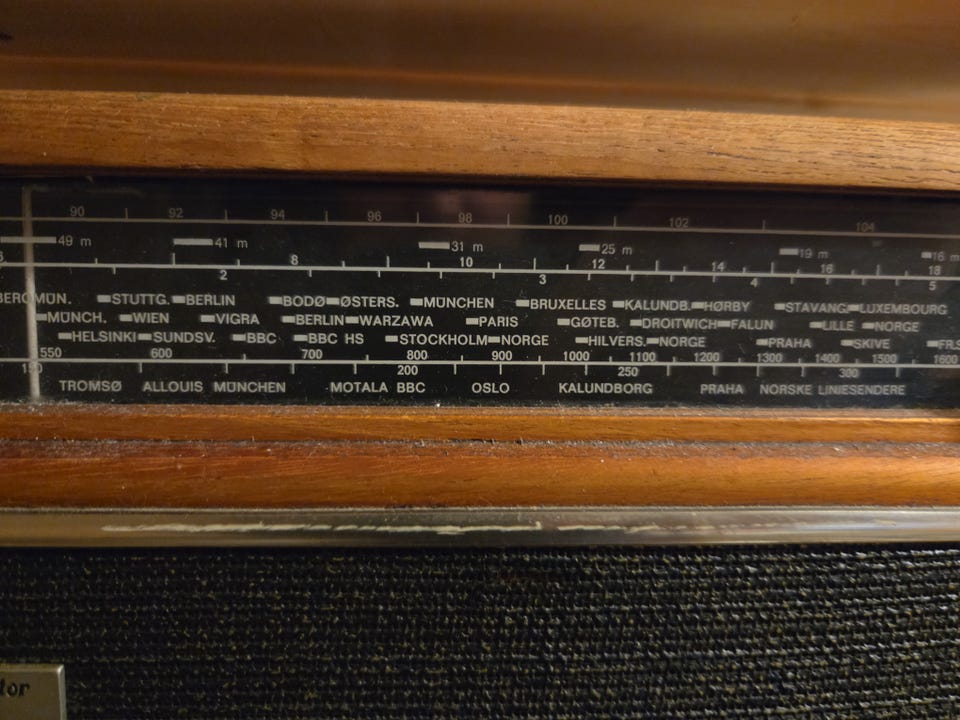 90 92 94 96 98 100 102 104
49 m 41 m 31 m 25 m 19 m 16 m
8 10 12 14 16 18
2 3 4 5
BEROMÜN. STUTTG. BERLIN BODØ ØSTERS. MÜNCHEN BRUXELLES KALUNDB. HØRBY STAVANG. LUXEMBOURG
MÜNCH. WIEN VIGRA BERLIN WARZAWA PARIS GØTEB. DROITWICH FALUN LILLE NORGE
HELSINKI SUNDSV. BBC BBC HS STOCKHOLM NORGE HILVERS. NORGE PRAHA SKIVE FR.S
550 600 700 800 900 1000 1100 1200 1300 1400 1500 1600
150 200 250 300
TROMSØ ALLOUIS MÜNCHEN MOTALA BBC OSLO KALUNDBORG PRAHA NORSKE LINIESENDERE
tor